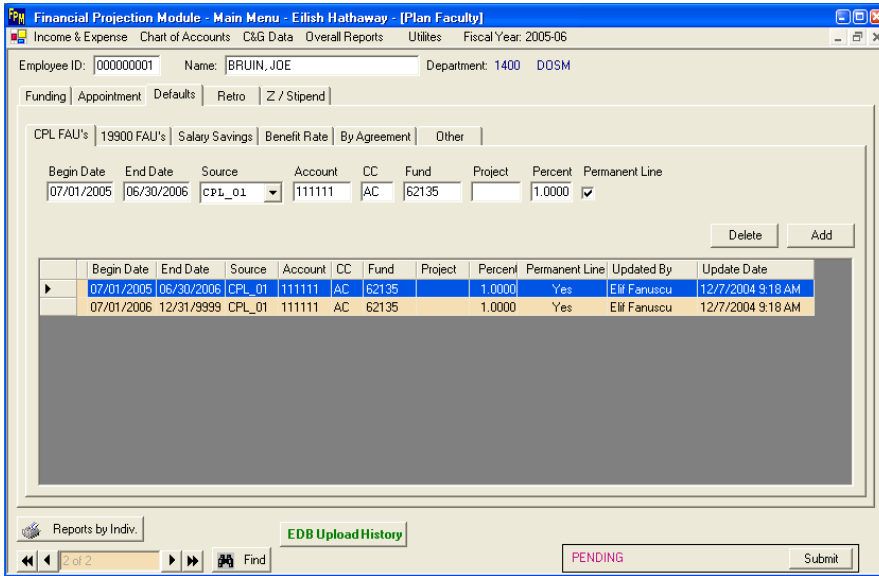 FPM Financial Projection Module - Main Menu - Eilish Hathaway - [Plan Faculty]
Income & Expense Chart of Accounts C&G Data Overall Reports Utilites Fiscal Year: 2005-06
Employee ID: 000000001 Name: BRUIN, JOE Department: 1400 DOSM
Funding Appointment Defaults Retro Z / Stipend
CPL FAU's 19900 FAU's Salary Savings Benefit Rate By Agreement Other
Begin Date End Date Source Account CC Fund Project Percent Permanent Line
07/01/2005 06/30/2006 CPL_01 111111 AC 62135 1.0000
Delete Add
Begin Date End Date Source Account CC Fund Project Percent Permanent Line Updated By Update Date
07/01/2005 06/30/2006 CPL_01 111111 AC 62135 1.0000 Yes Elif Fanuscu 12/7/2004 9:18 AM
07/01/2006 12/31/9999 CPL_01 111111 AC 62135 1.0000 Yes Elif Fanuscu 12/7/2004 9:18 AM
Reports by Indiv.
EDB Upload History
2 of 2 Find PENDING Submit